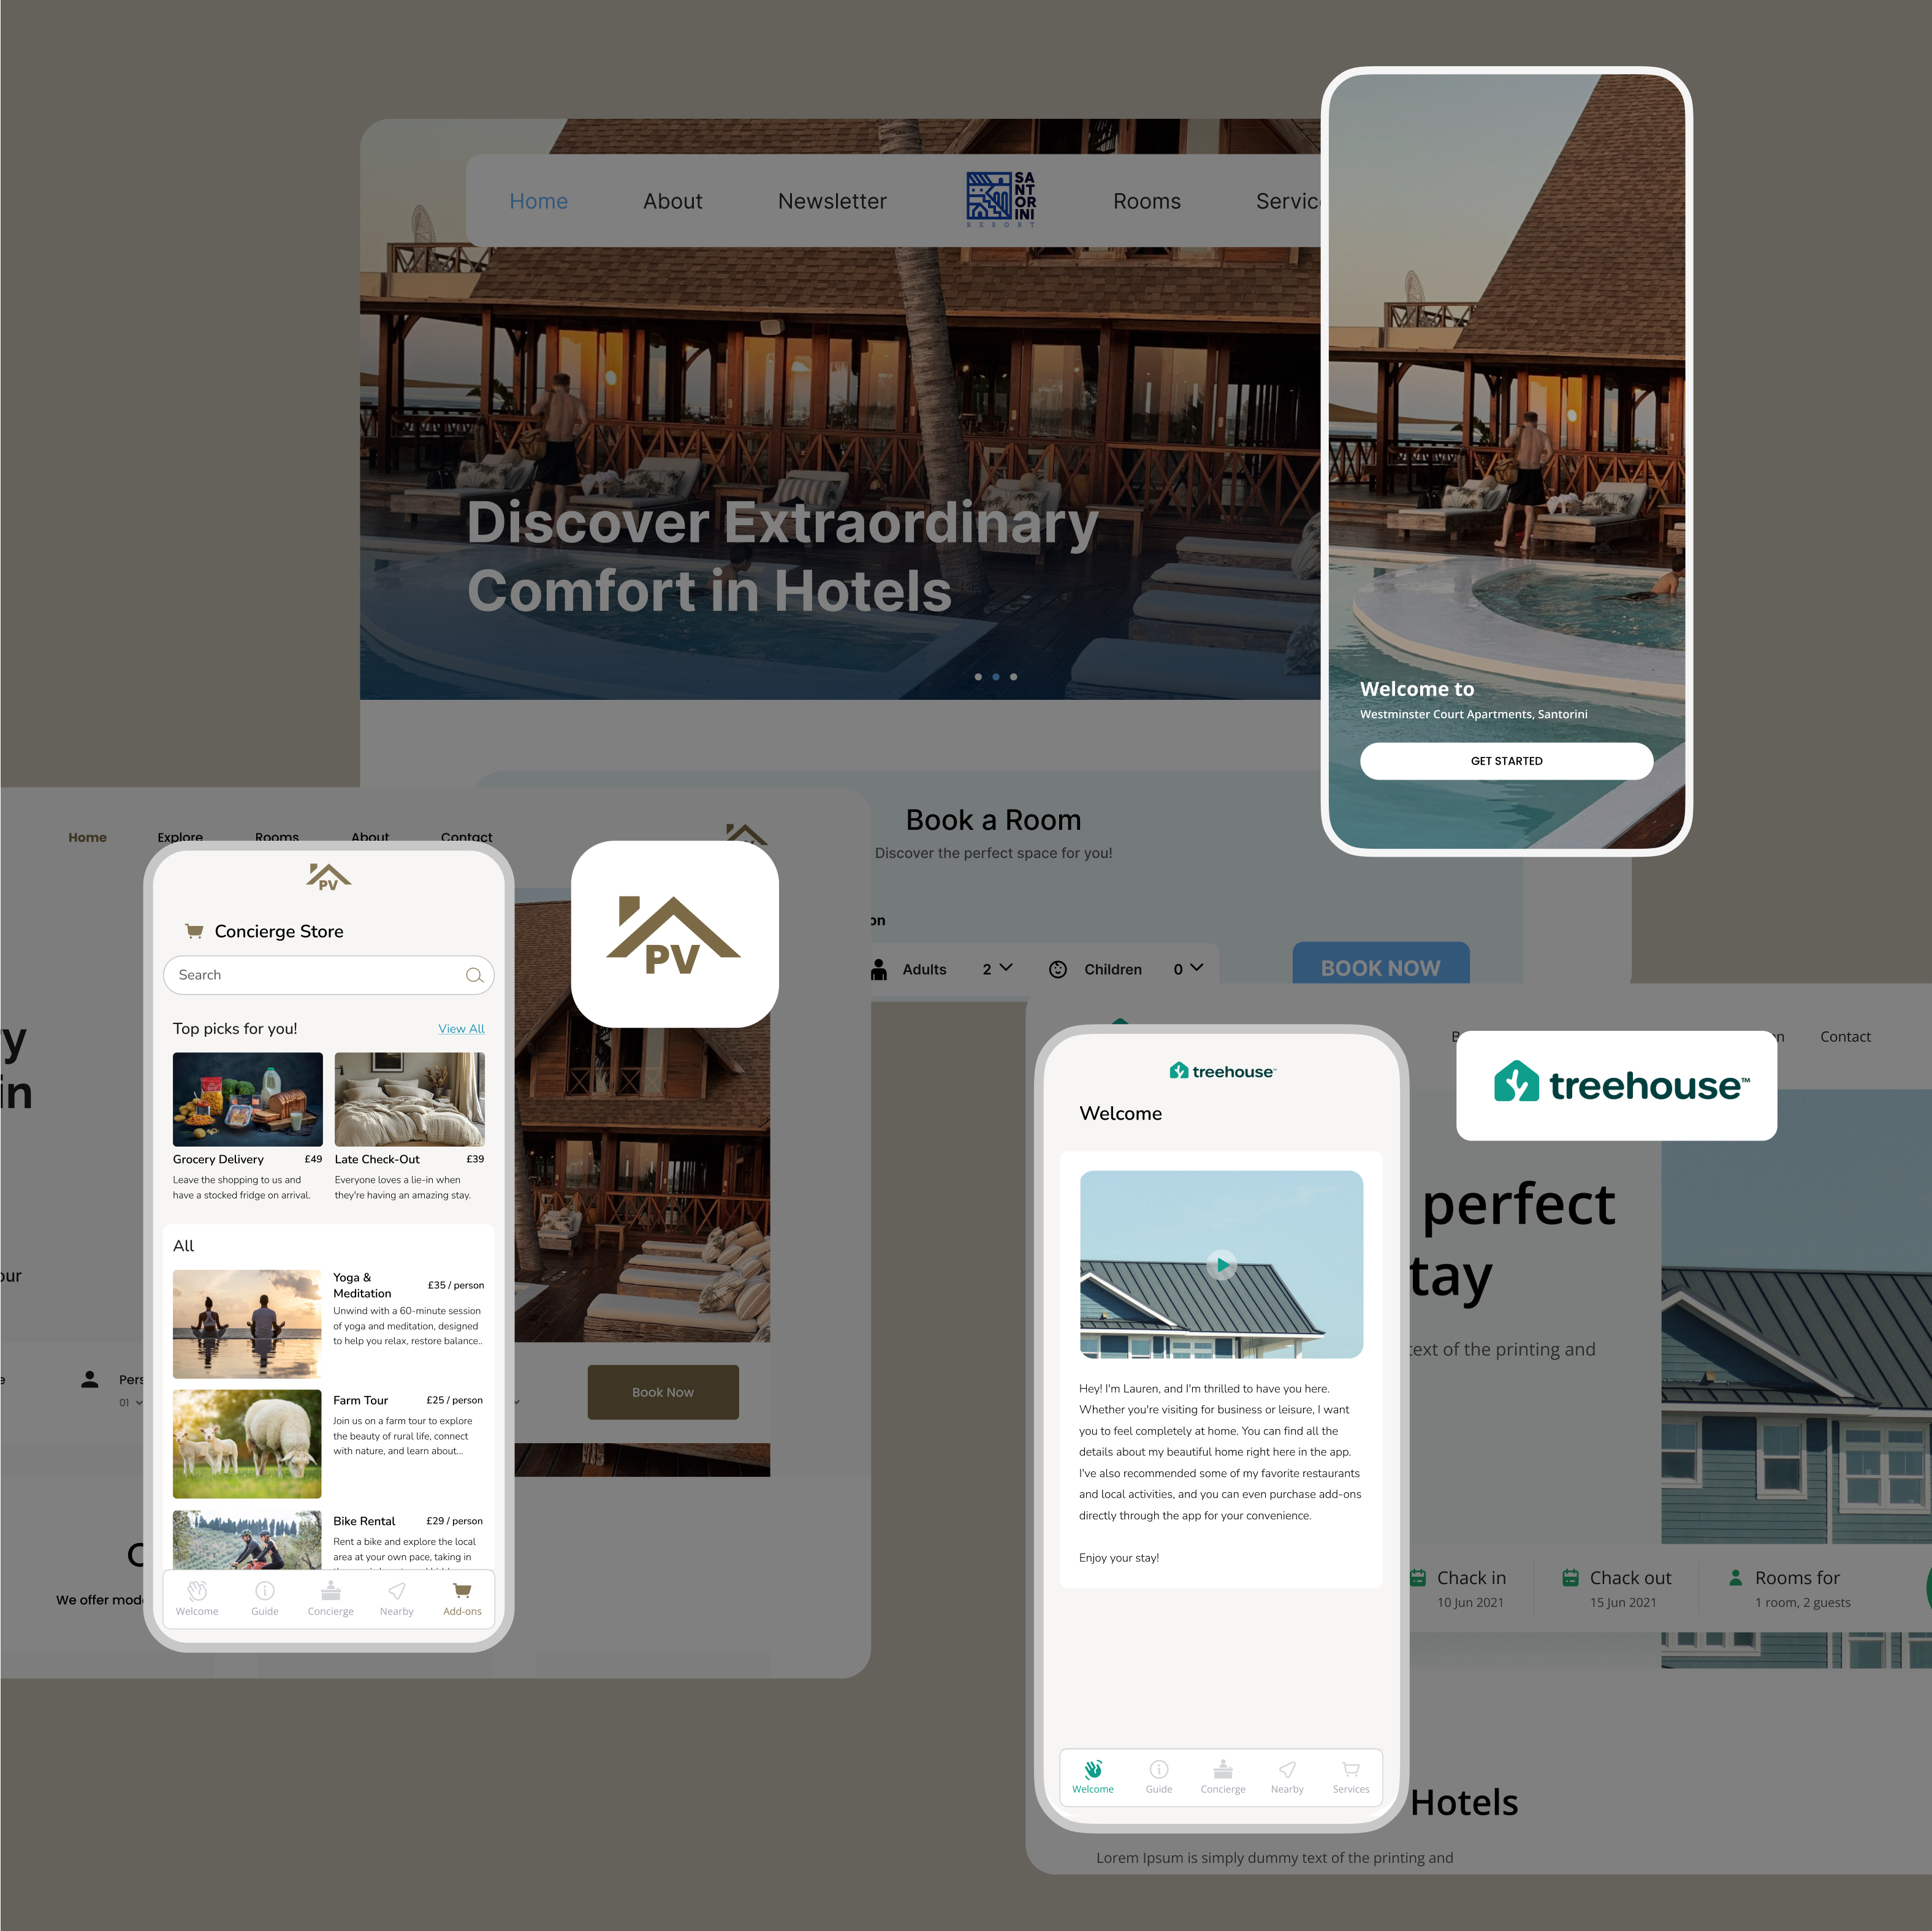 Home
About
Newsletter
SA
NT
OR
INI
RESORT
Rooms
Servic
Discover Extraordinary
Comfort in Hotels
Welcome to
Westminster Court Apartments, Santorini
GET STARTED
Book a Room
Discover the perfect space for you!
on
Adults 2
Children 0
BOOK NOW
Home
Explore
Rooms
About
Contact
y
in
our
e
Pers
01
Book Now
C
We offer mode
PV
Concierge Store
Search
Top picks for you!
View All
Grocery Delivery £49
Leave the shopping to us and
have a stocked fridge on arrival.
Late Check-Out £39
Everyone loves a lie-in when
they're having an amazing stay.
All
Yoga &
Meditation
£35 / person
Unwind with a 60-minute session
of yoga and meditation, designed
to help you relax, restore balance..
Farm Tour £25 / person
Join us on a farm tour to explore
the beauty of rural life, connect
with nature, and learn about...
Bike Rental £29 / person
Rent a bike and explore the local
area at your own pace, taking in
Welcome
Guide
Concierge
Nearby
Add-ons
PV
treehouse™
Welcome
Hey! I'm Lauren, and I'm thrilled to have you here.
Whether you're visiting for business or leisure, I want
you to feel completely at home. You can find all the
details about my beautiful home right here in the app.
I've also recommended some of my favorite restaurants
and local activities, and you can even purchase add-ons
directly through the app for your convenience.
Enjoy your stay!
Welcome
Guide
Concierge
Nearby
Services
treehouse™
B
n
Contact
perfect
tay
text of the printing and
Chack in
10 Jun 2021
Chack out
15 Jun 2021
Rooms for
1 room, 2 guests
Hotels
Lorem Ipsum is simply dummy text of the printing and